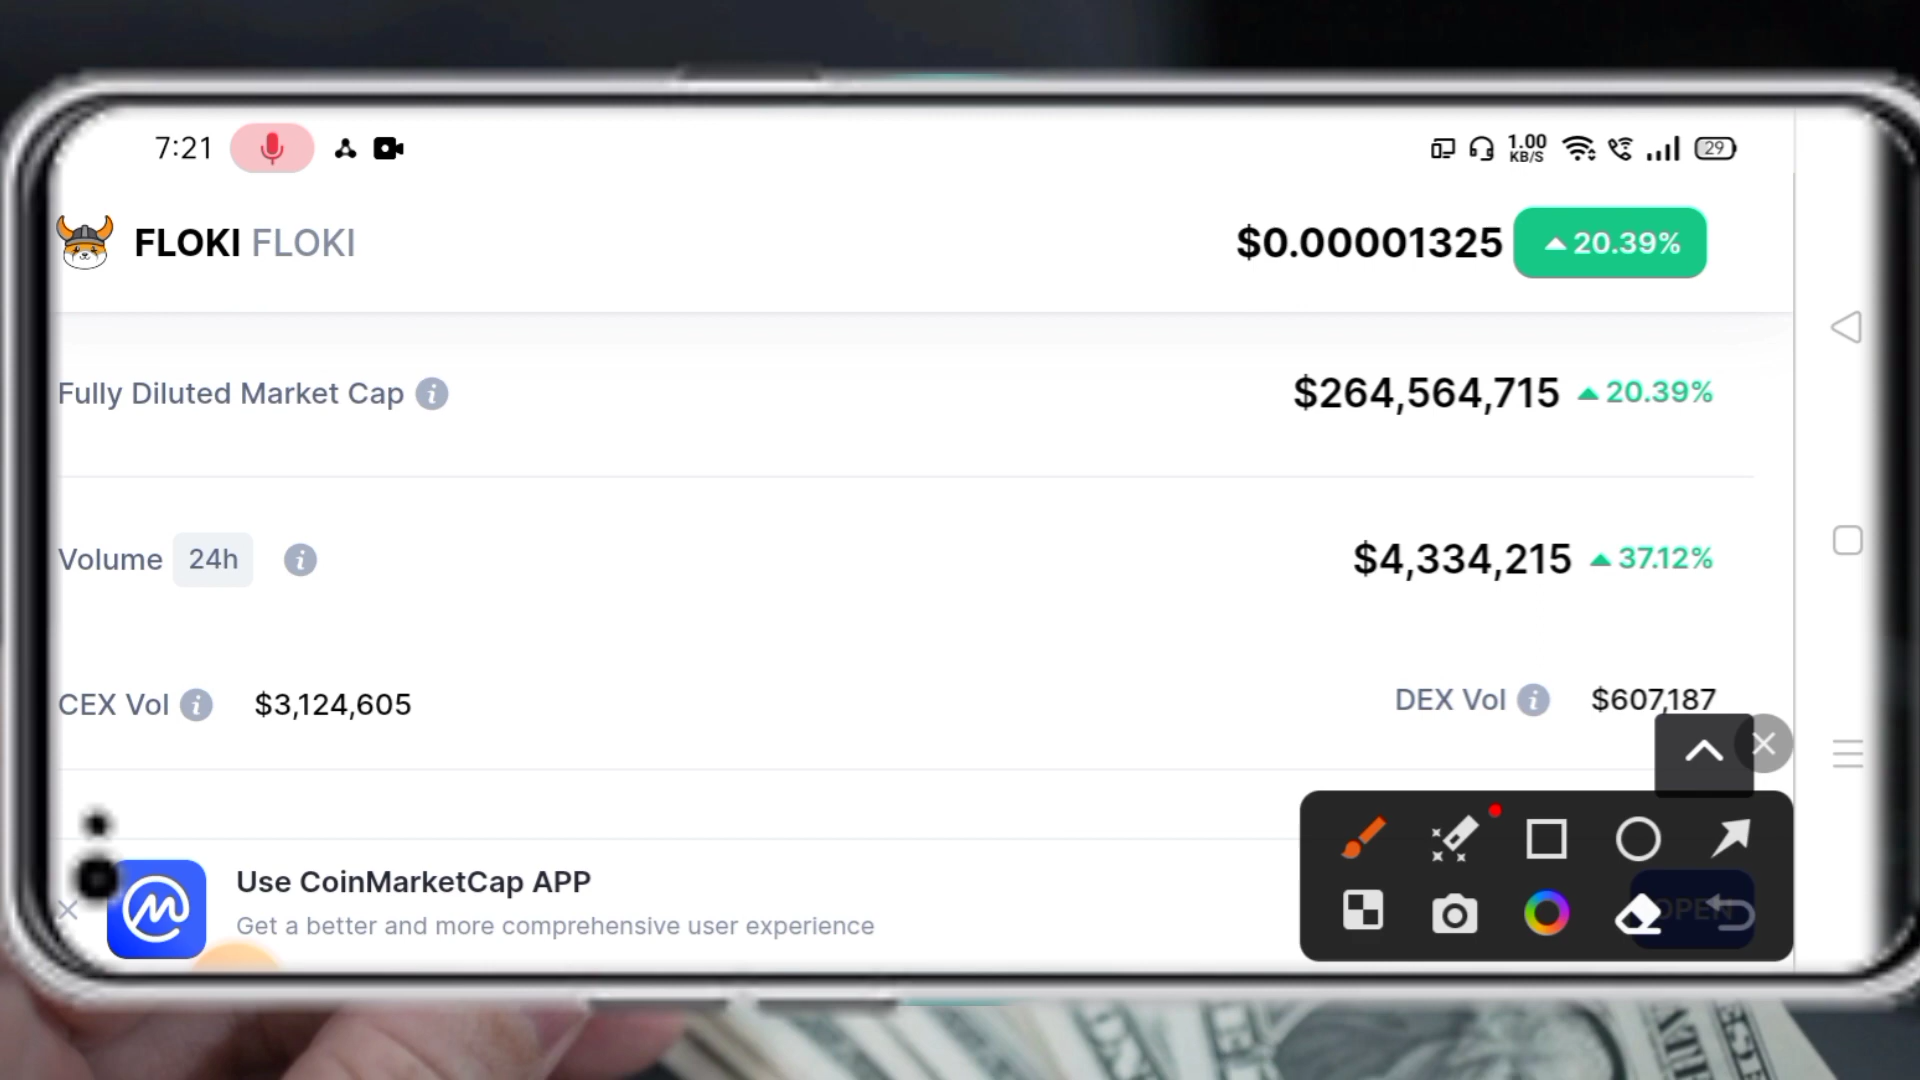 7:21
1.00
KB/S
29
FLOKI FLOKI
$0.00001325 20.39%
Fully Diluted Market Cap
$264,564,715 20.39%
Volume 24h
$4,334,215 37.12%
CEX Vol $3,124,605
DEX Vol $607,187
Use CoinMarketCap APP
Get a better and more comprehensive user experience
OPEN